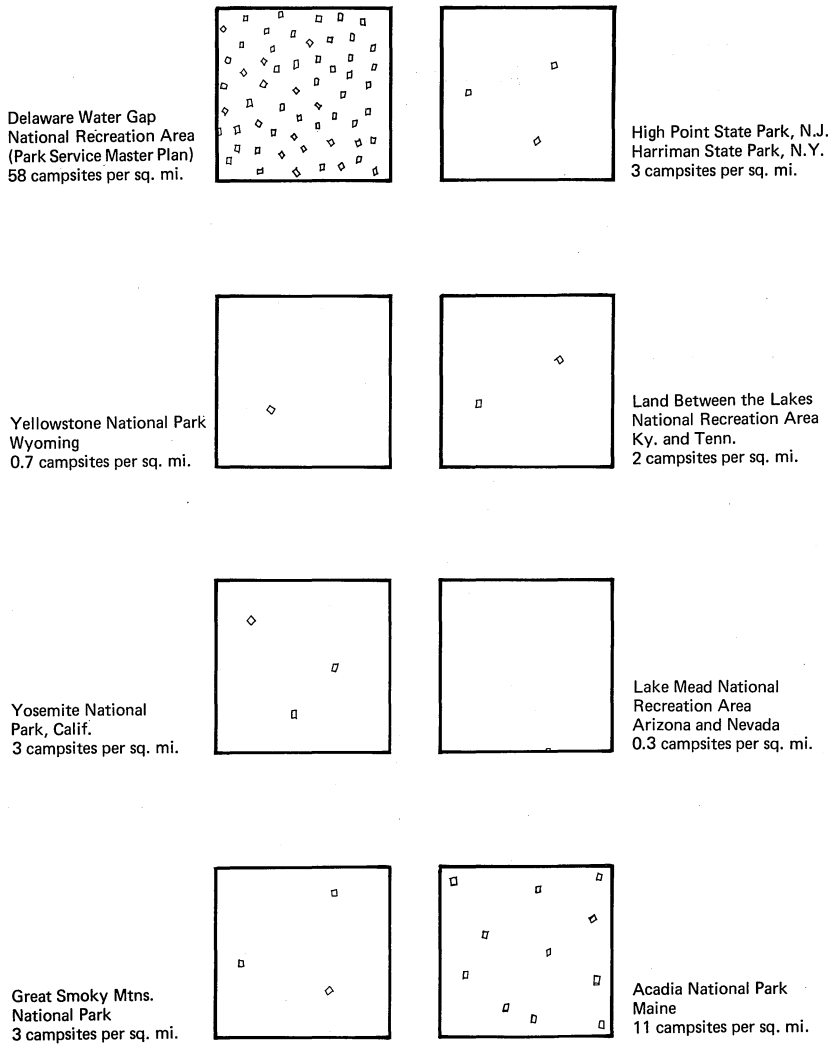 Delaware Water Gap
National Recreation Area
(Park Service Master Plan)
58 campsites per sq. mi.
High Point State Park, N.J.
Harriman State Park, N.Y.
3 campsites per sq. mi.
Yellowstone National Park
Wyoming
0.7 campsites per sq. mi.
Land Between the Lakes
National Recreation Area
Ky. and Tenn.
2 campsites per sq. mi.
Yosemite National
Park, Calif.
3 campsites per sq. mi.
Lake Mead National
Recreation Area
Arizona and Nevada
0.3 campsites per sq. mi.
Great Smoky Mtns.
National Park
3 campsites per sq. mi.
Acadia National Park
Maine
11 campsites per sq. mi.